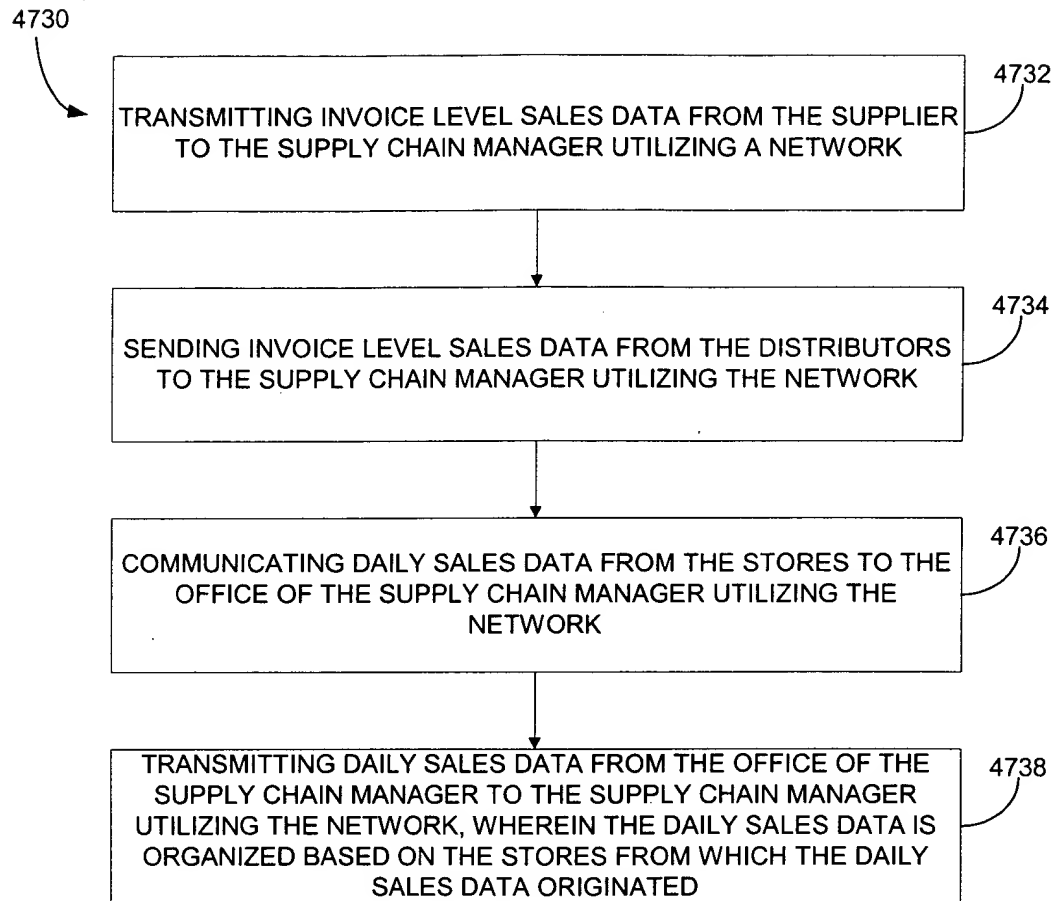 4730
4732
TRANSMITTING INVOICE LEVEL SALES DATA FROM THE SUPPLIER
TO THE SUPPLY CHAIN MANAGER UTILIZING A NETWORK
4734
SENDING INVOICE LEVEL SALES DATA FROM THE DISTRIBUTORS
TO THE SUPPLY CHAIN MANAGER UTILIZING THE NETWORK
4736
COMMUNICATING DAILY SALES DATA FROM THE STORES TO THE
OFFICE OF THE SUPPLY CHAIN MANAGER UTILIZING THE
NETWORK
4738
TRANSMITTING DAILY SALES DATA FROM THE OFFICE OF THE
SUPPLY CHAIN MANAGER TO THE SUPPLY CHAIN MANAGER
UTILIZING THE NETWORK, WHEREIN THE DAILY SALES DATA IS
ORGANIZED BASED ON THE STORES FROM WHICH THE DAILY
SALES DATA ORIGINATED